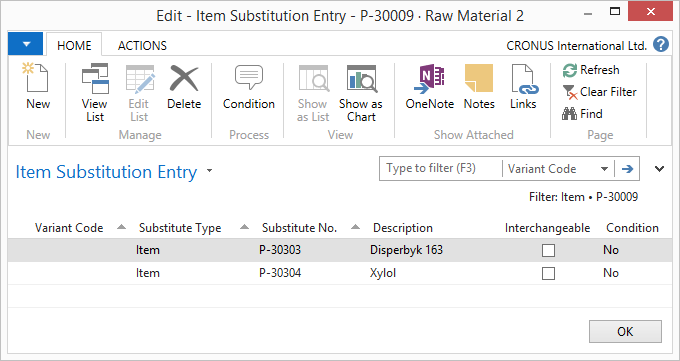 Edit - Item Substitution Entry - P-30009 · Raw Material 2
HOME ACTIONS CRONUS International Ltd.
New View List Edit List Delete Condition Show as List Show as Chart OneNote Notes Links Refresh
Clear Filter
Find
New Manage Process View Show Attached Page
Item Substitution Entry Type to filter (F3) Variant Code
Filter: Item • P-30009
Variant Code Substitute Type Substitute No. Description Interchangeable Condition
Item P-30303 Disperbyk 163 No
Item P-30304 Xylol No
OK